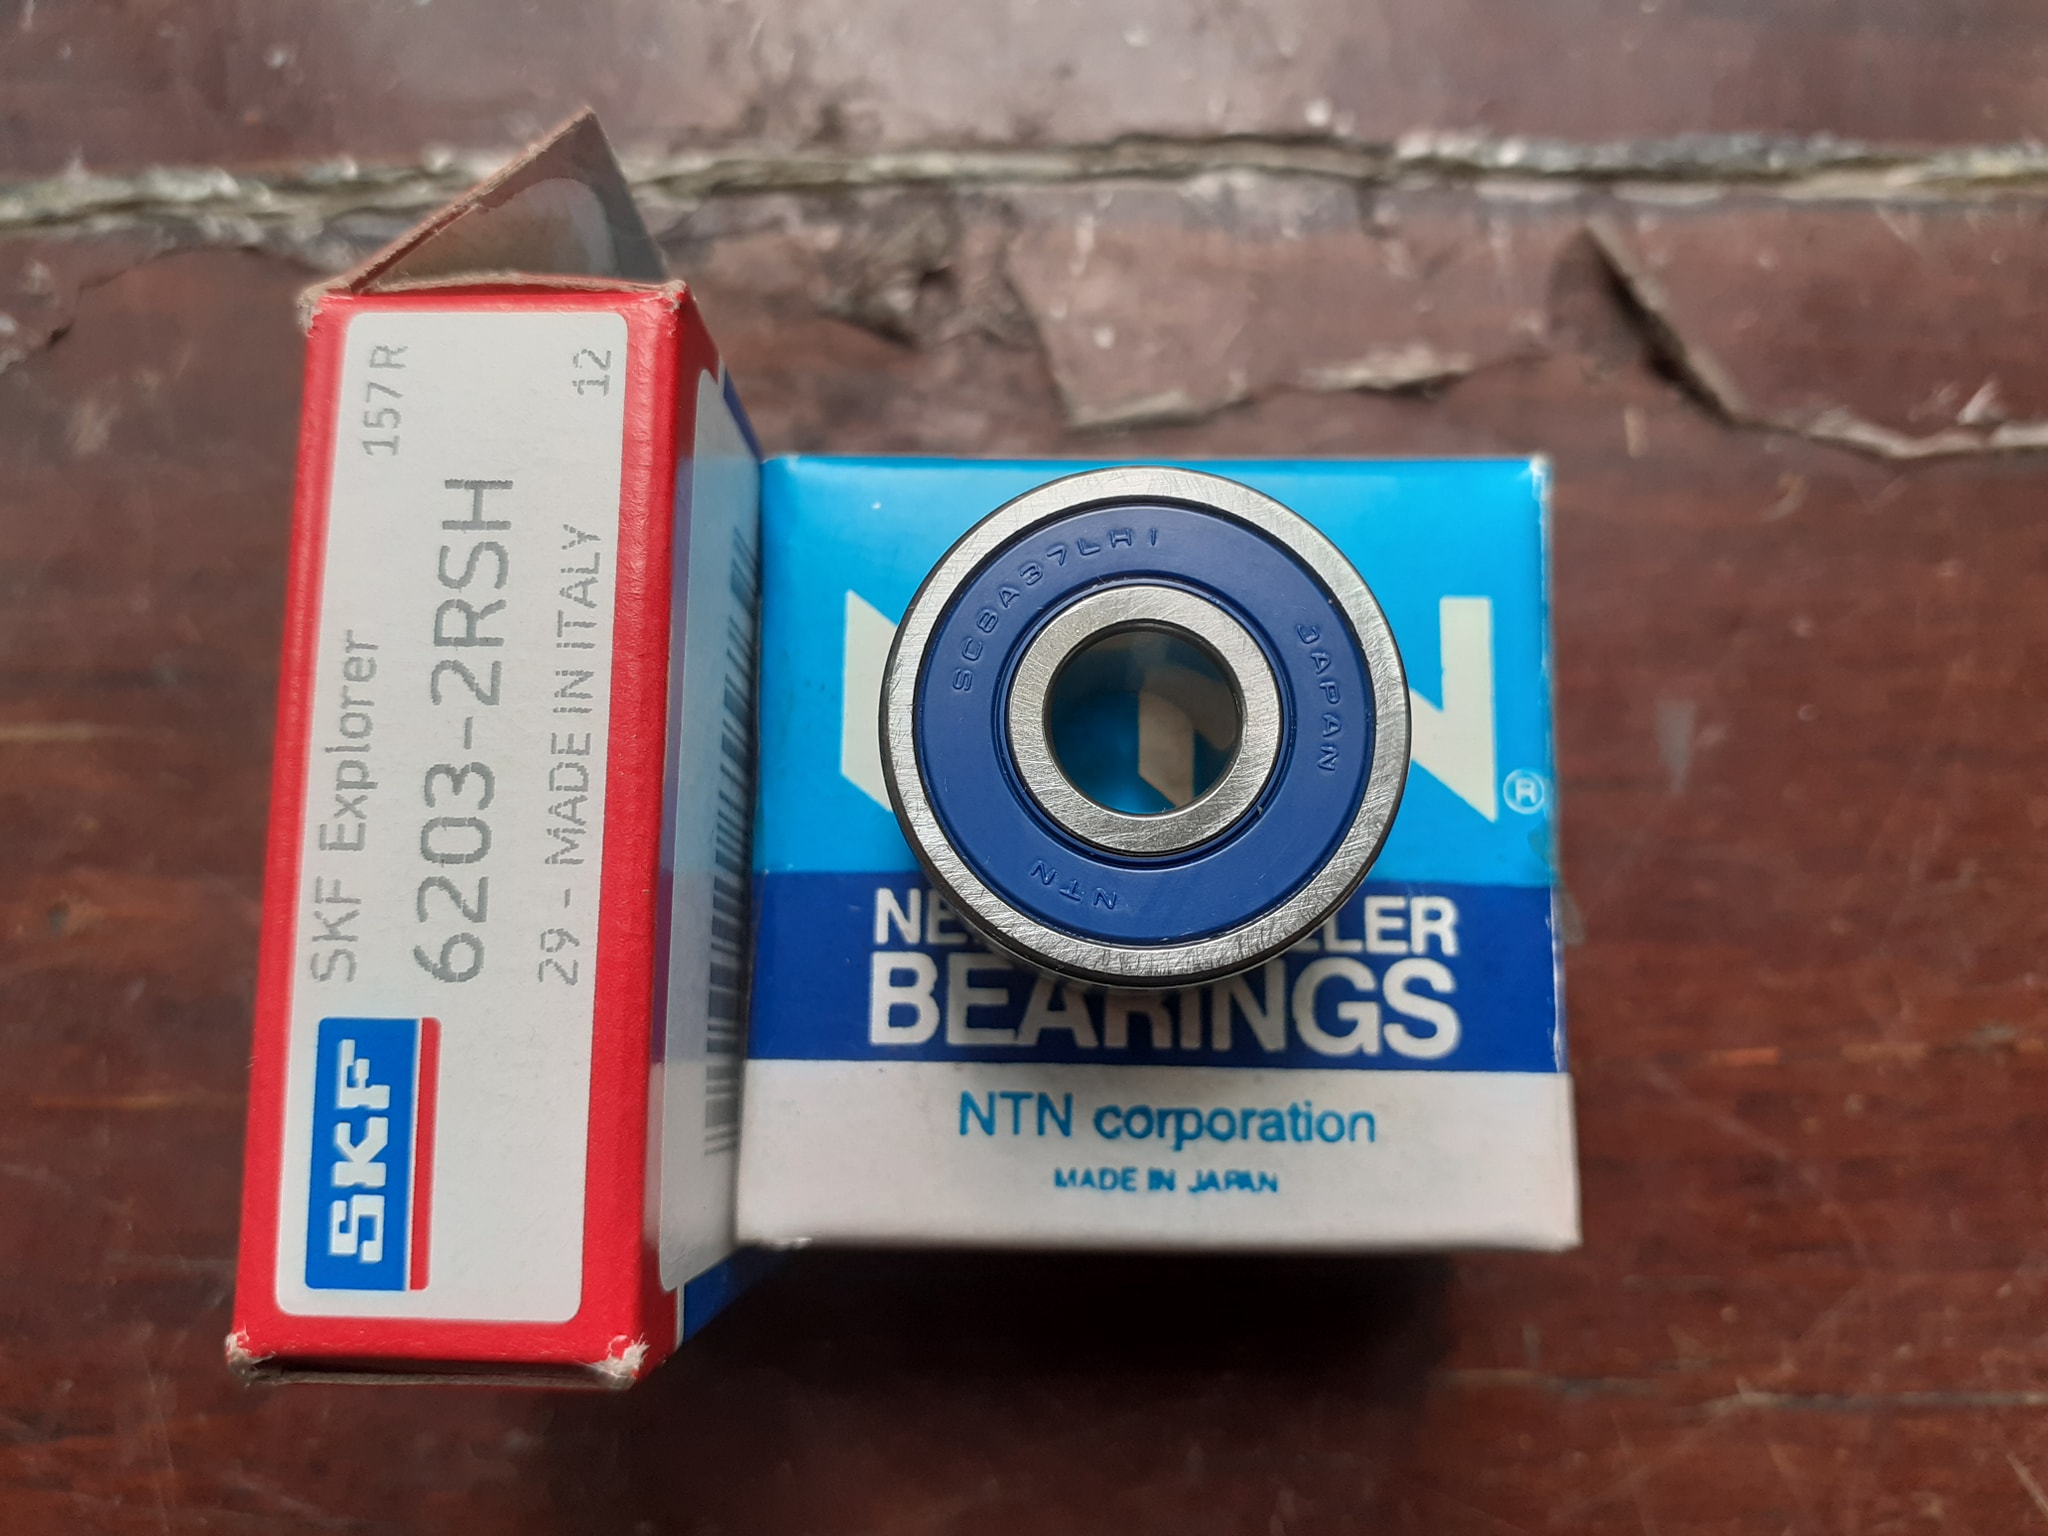 157R
12
SKF Explorer
6203-2RSH
29 - MADE IN ITALY
SKF
SC8A37LHI
JAPAN
NTN
®
BEARINGS
NTN corporation
MADE IN JAPAN